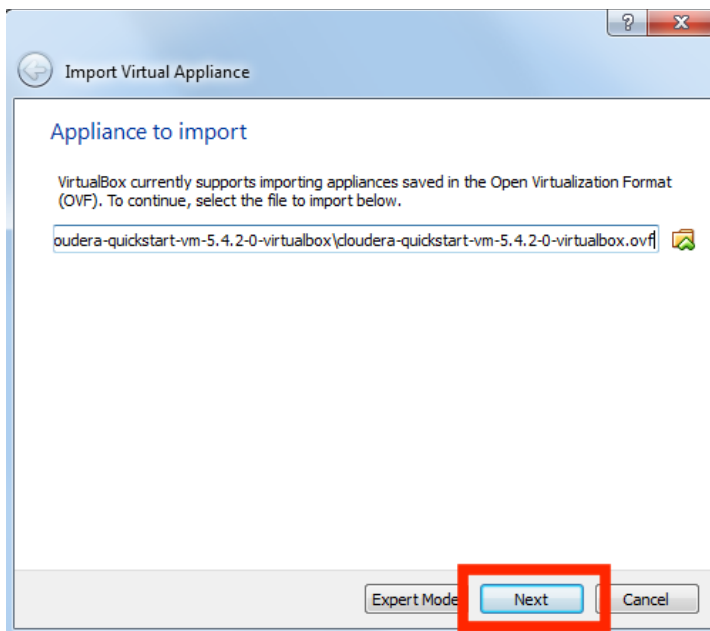 Import Virtual Appliance
Appliance to import
VirtualBox currently supports importing appliances saved in the Open Virtualization Format
(OVF). To continue, select the file to import below.
oudera-quickstart-vm-5.4.2-0-virtualbox\cloudera-quickstart-vm-5.4.2-0-virtualbox.ovf
Expert Mode Next Cancel